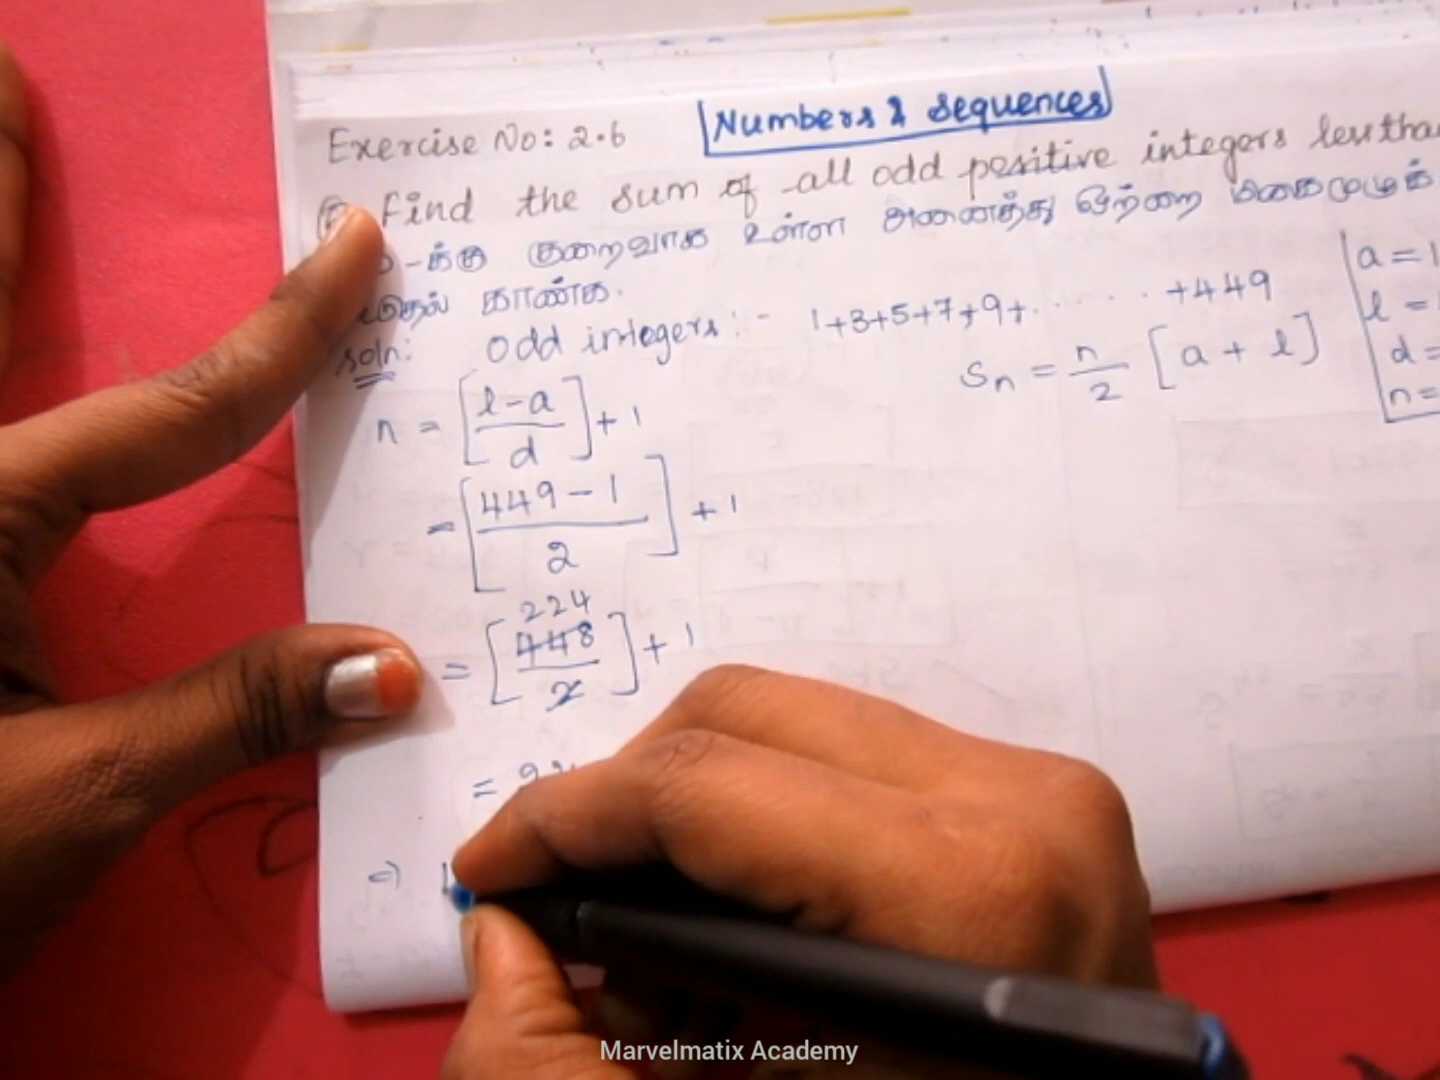 Exercise No: 2.6
Numbers & Sequences
Find the sum of all odd positive integers less tha
-க்கு குறைவாக உள்ள அனைத்து ஒற்றை மிகை முழுக்
காண்க.
Soln: Odd integers:- 1+3+5+7+9+......+449
a = 1
l =
d =
n =
Sn = n/2 [a + l]
n = [l-a/d] + 1
= [449-1/2] + 1
224
= [448/2] + 1
=
⇒
Marvelmatix Academy